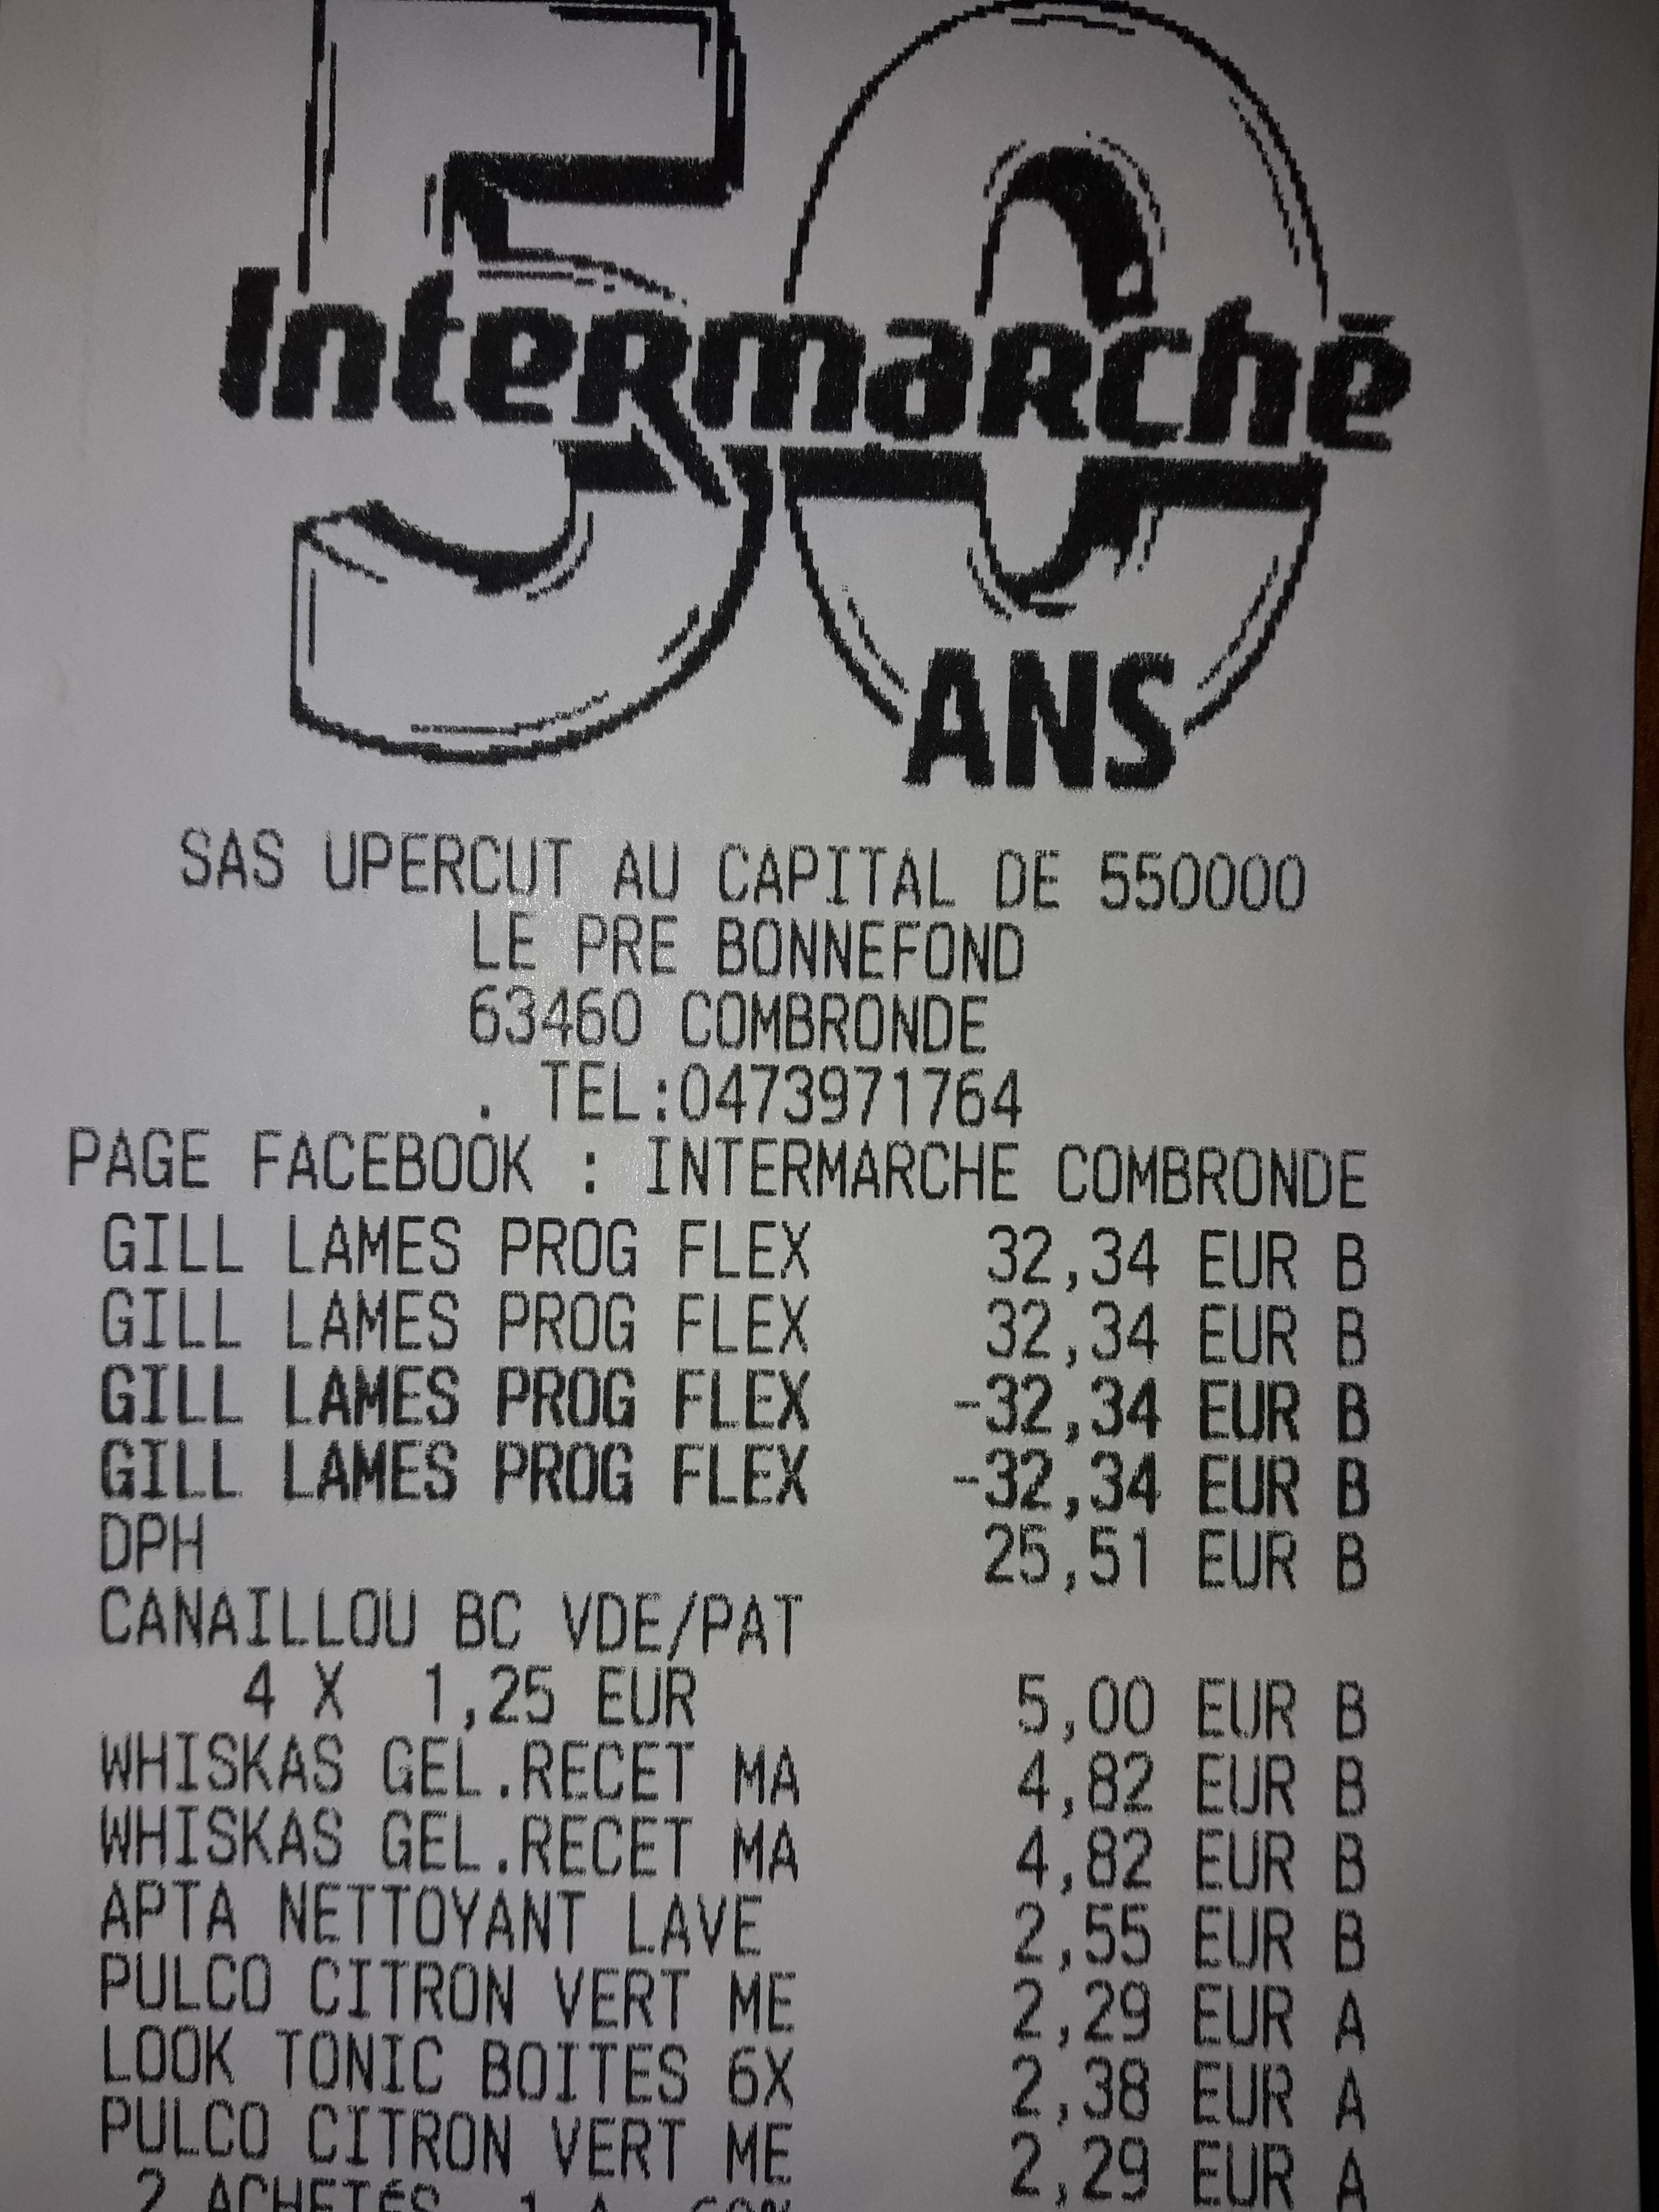 50
Intermarché
ANS
SAS UPERCUT AU CAPITAL DE 550000
LE PRE BONNEFOND
63460 COMBRONDE
. TEL:0473971764
PAGE FACEBOOK : INTERMARCHE COMBRONDE
GILL LAMES PROG FLEX 32,34 EUR B
GILL LAMES PROG FLEX 32,34 EUR B
GILL LAMES PROG FLEX -32,34 EUR B
GILL LAMES PROG FLEX -32,34 EUR B
DPH 25,51 EUR B
CANAILLOU BC VDE/PAT
4 X 1,25 EUR 5,00 EUR B
WHISKAS GEL.RECET MA 4,82 EUR B
WHISKAS GEL.RECET MA 4,82 EUR B
APTA NETTOYANT LAVE 2,55 EUR B
PULCO CITRON VERT ME 2,29 EUR A
LOOK TONIC BOITES 6X 2,38 EUR A
PULCO CITRON VERT ME 2,29 EUR A
2 ACHETÉS 1 A 60%